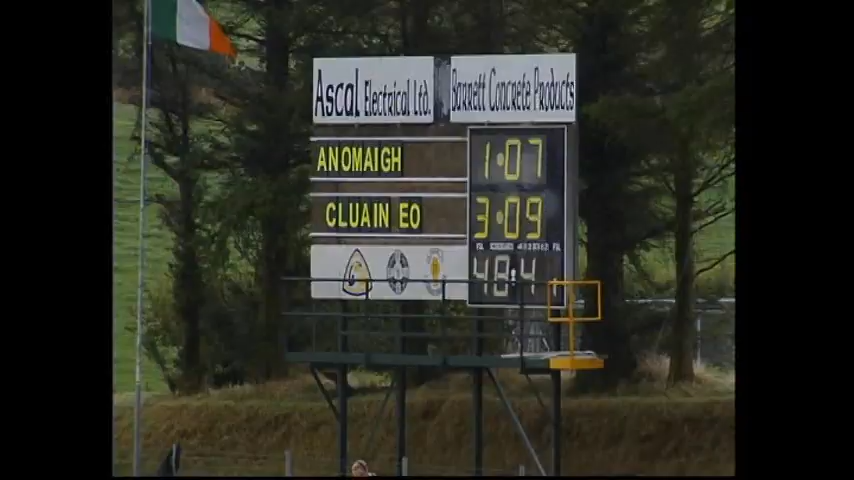 Ascal Electrical Ltd.
Barrett Concrete Products
ANOMAIGH 1·07
CLUAIN EO 3·09
48:4